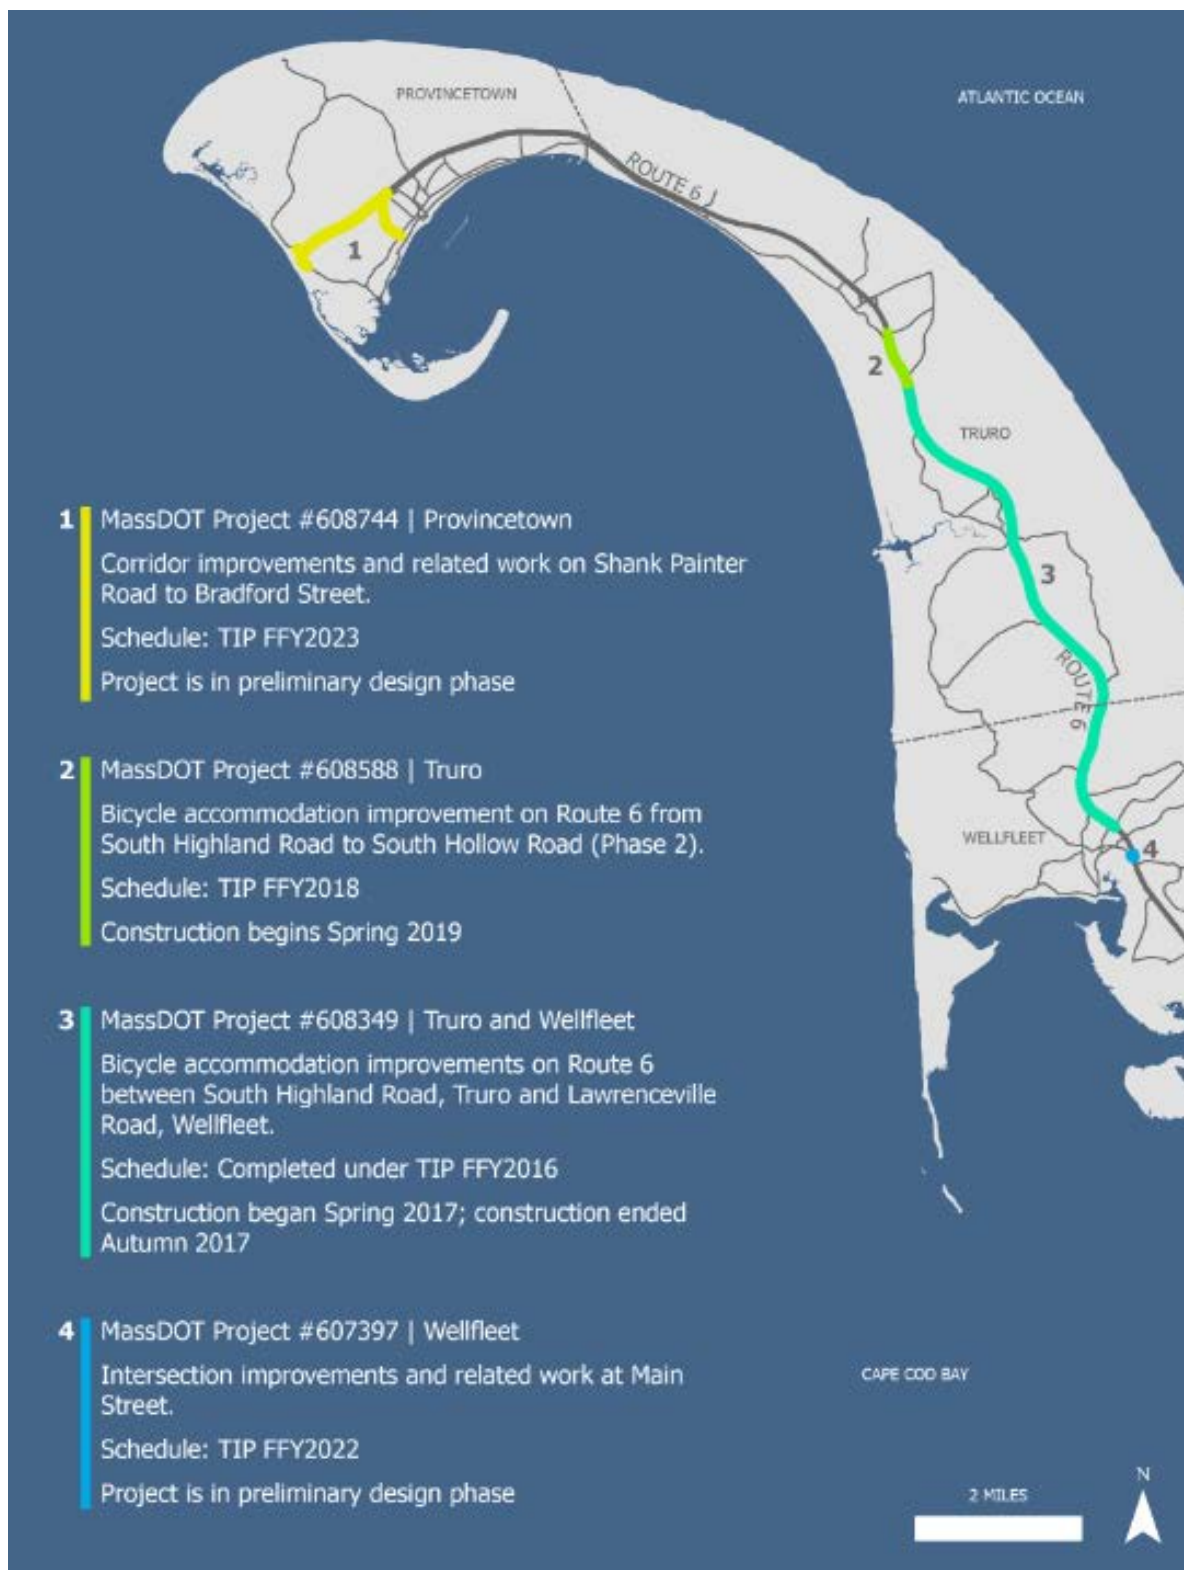 PROVINCETOWN
ATLANTIC OCEAN
ROUTE 6
1
2
TRURO
3
ROUTE 6
WELLFLEET
4
1 MassDOT Project #608744 | Provincetown
Corridor improvements and related work on Shank Painter
Road to Bradford Street.
Schedule: TIP FFY2023
Project is in preliminary design phase
2 MassDOT Project #608588 | Truro
Bicycle accommodation improvement on Route 6 from
South Highland Road to South Hollow Road (Phase 2).
Schedule: TIP FFY2018
Construction begins Spring 2019
3 MassDOT Project #608349 | Truro and Wellfleet
Bicycle accommodation improvements on Route 6
between South Highland Road, Truro and Lawrenceville
Road, Wellfleet.
Schedule: Completed under TIP FFY2016
Construction began Spring 2017; construction ended
Autumn 2017
4 MassDOT Project #607397 | Wellfleet
Intersection improvements and related work at Main
Street.
Schedule: TIP FFY2022
Project is in preliminary design phase
CAPE COD BAY
2 MILES
N